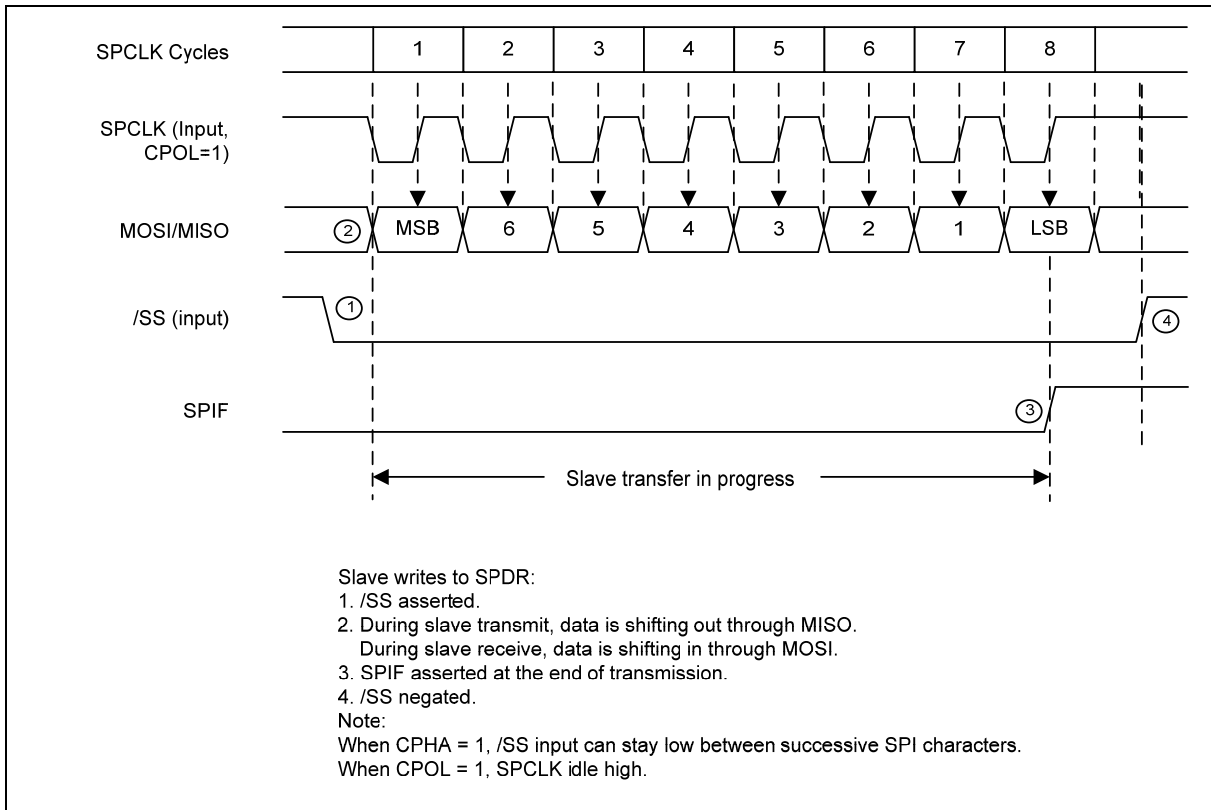 SPCLK Cycles
1 2 3 4 5 6 7 8
SPCLK (Input,
CPOL=1)
MOSI/MISO
2 MSB 6 5 4 3 2 1 LSB
/SS (input)
1
4
SPIF
3
Slave transfer in progress
Slave writes to SPDR:
1. /SS asserted.
2. During slave transmit, data is shifting out through MISO.
During slave receive, data is shifting in through MOSI.
3. SPIF asserted at the end of transmission.
4. /SS negated.
Note:
When CPHA = 1, /SS input can stay low between successive SPI characters.
When CPOL = 1, SPCLK idle high.